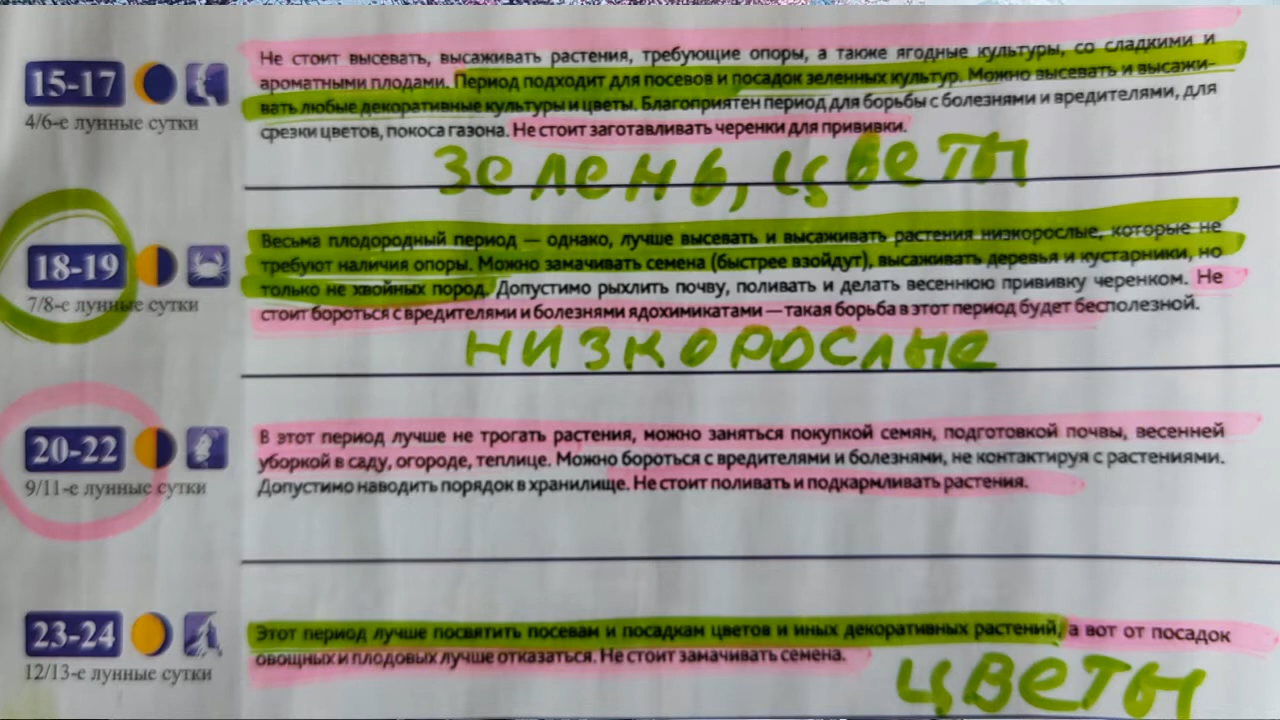 15-17
4/6-е лунные сутки
Не стоит высевать, высаживать растения, требующие опоры, а также ягодные культуры, со сладкими и
ароматными плодами. Период подходит для посевов и посадок зеленных культур. Можно высевать и высажи-
вать любые декоративные культуры и цветы. Благоприятен период для борьбы с болезнями и вредителями, для
срезки цветов, покоса газона. Не стоит заготавливать черенки для прививки.
зелень, цветы
18-19
7/8-е лунные сутки
Весьма плодородный период — однако, лучше высевать и высаживать растения низкорослые, которые не
требуют наличия опоры. Можно замачивать семена (быстрее взойдут), высаживать деревья и кустарники, но
только не хвойных пород. Допустимо рыхлить почву, поливать и делать весеннюю прививку черенком. Не
стоит бороться с вредителями и болезнями ядохимикатами — такая борьба в этот период будет бесполезной.
низкорослые
20-22
9/11-е лунные сутки
В этот период лучше не трогать растения, можно заняться покупкой семян, подготовкой почвы, весенней
уборкой в саду, огороде, теплице. Можно бороться с вредителями и болезнями, не контактируя с растениями.
Допустимо наводить порядок в хранилище. Не стоит поливать и подкармливать растения.
23-24
12/13-е лунные сутки
Этот период лучше посвятить посевам и посадкам цветов и иных декоративных растений, а вот от посадок
овощных и плодовых лучше отказаться. Не стоит замачивать семена.
цветы